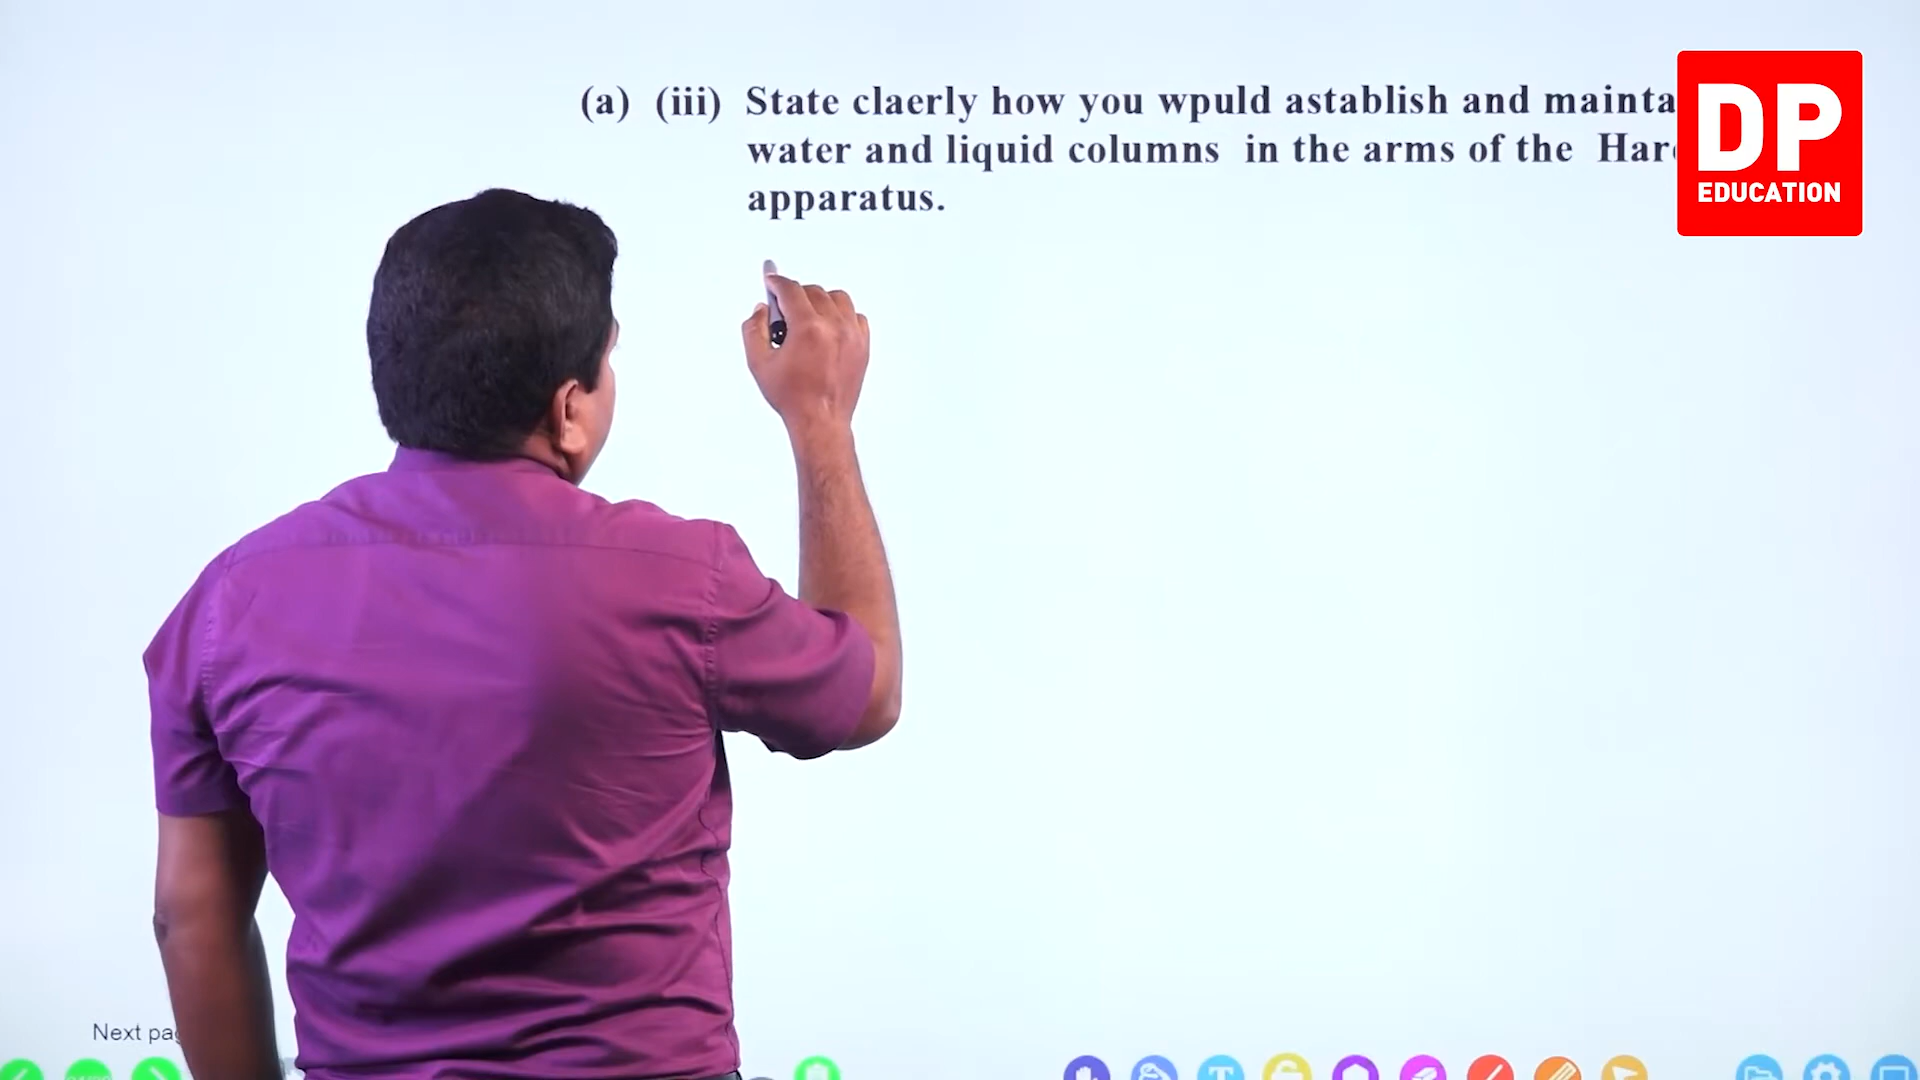 (a) (iii) State claerly how you wpuld astablish and mainta
water and liquid columns in the arms of the Har
apparatus.
DP
EDUCATION
Next pag